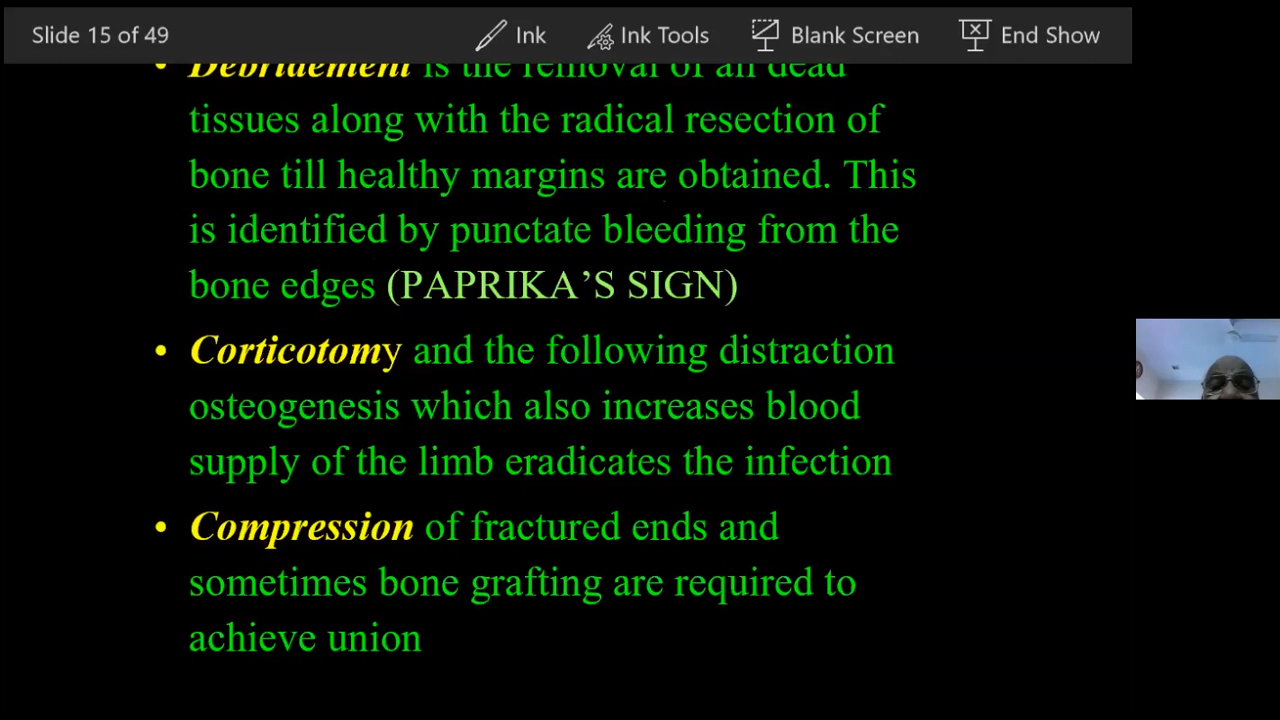 Slide 15 of 49 Ink Ink Tools Blank Screen End Show
• Debridement is the removal of all dead
tissues along with the radical resection of
bone till healthy margins are obtained. This
is identified by punctate bleeding from the
bone edges (PAPRIKA’S SIGN)
• Corticotomy and the following distraction
osteogenesis which also increases blood
supply of the limb eradicates the infection
• Compression of fractured ends and
sometimes bone grafting are required to
achieve union